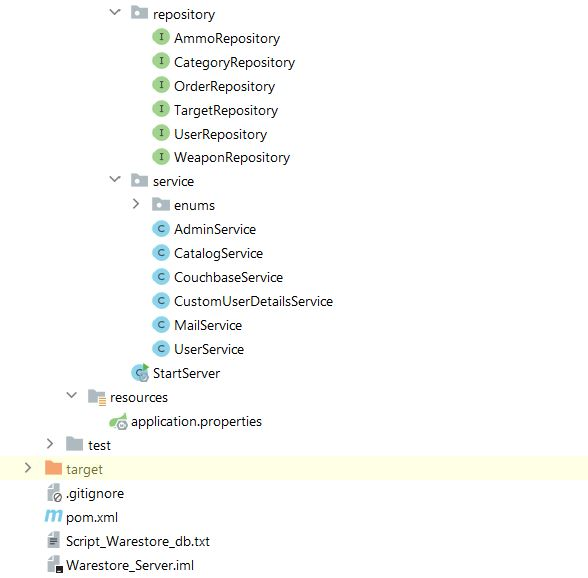 repository
I AmmoRepository
I CategoryRepository
I OrderRepository
I TargetRepository
I UserRepository
I WeaponRepository
service
enums
C AdminService
C CatalogService
C CouchbaseService
C CustomUserDetailsService
C MailService
C UserService
C StartServer
resources
application.properties
test
target
.gitignore
m pom.xml
Script_Warestore_db.txt
Warestore_Server.iml